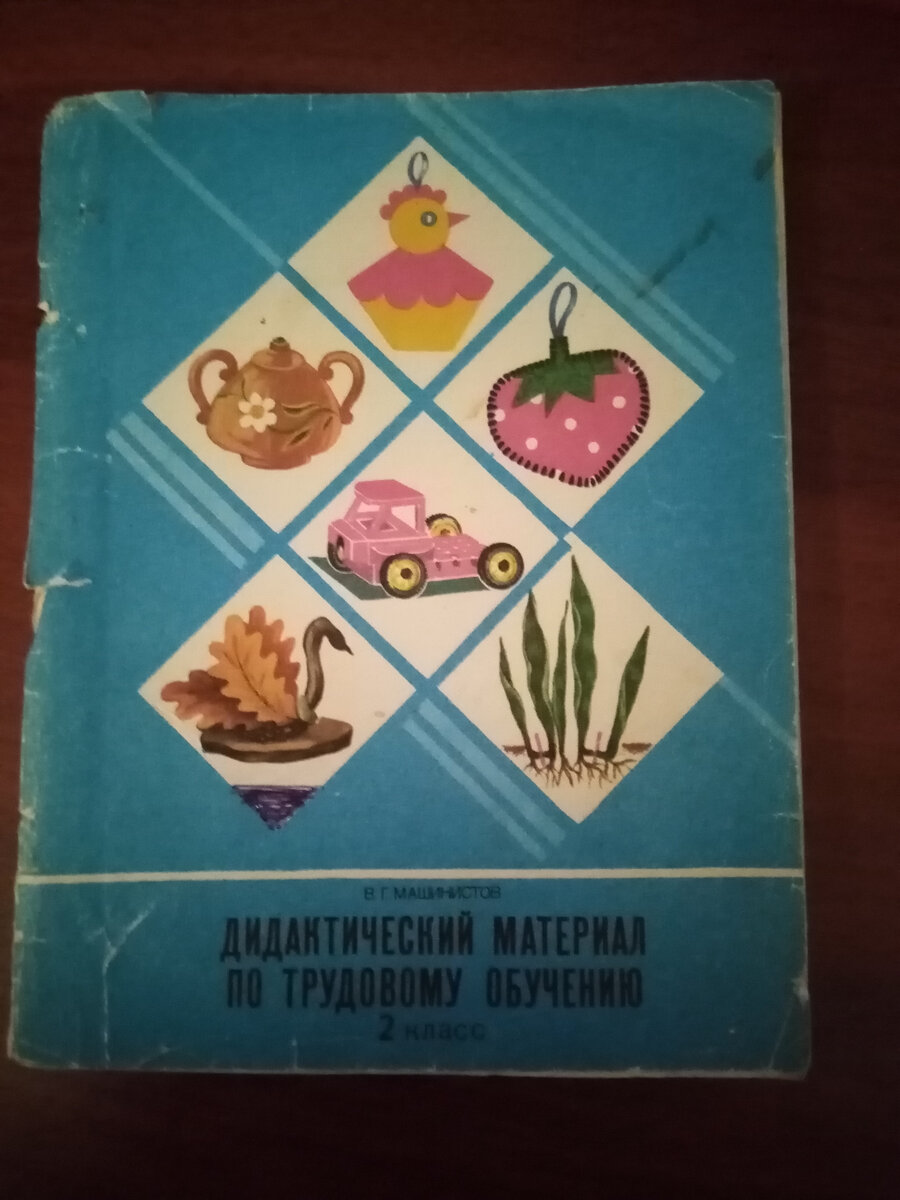 В. Г. МАШИНИСТОВ
ДИДАКТИЧЕСКИЙ МАТЕРИАЛ
ПО ТРУДОВОМУ ОБУЧЕНИЮ
2 класс